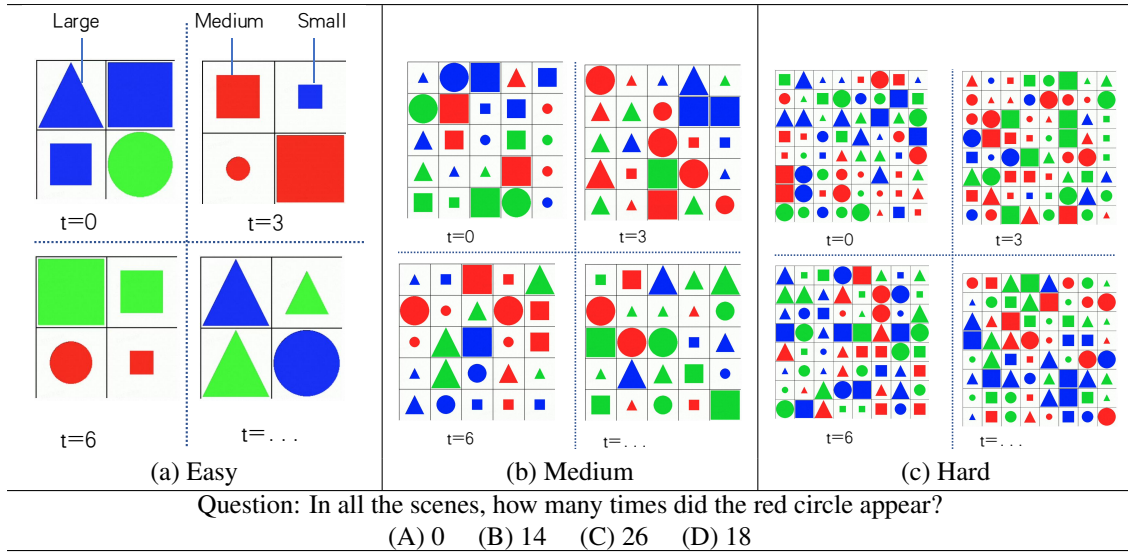 Large Medium Small
t=0 t=3
t=6 t=. . .
(a) Easy
t=0 t=3
t=6 t=. . .
(b) Medium
t=0 t=3
t=6 t=. . .
(c) Hard
Question: In all the scenes, how many times did the red circle appear?
(A) 0 (B) 14 (C) 26 (D) 18